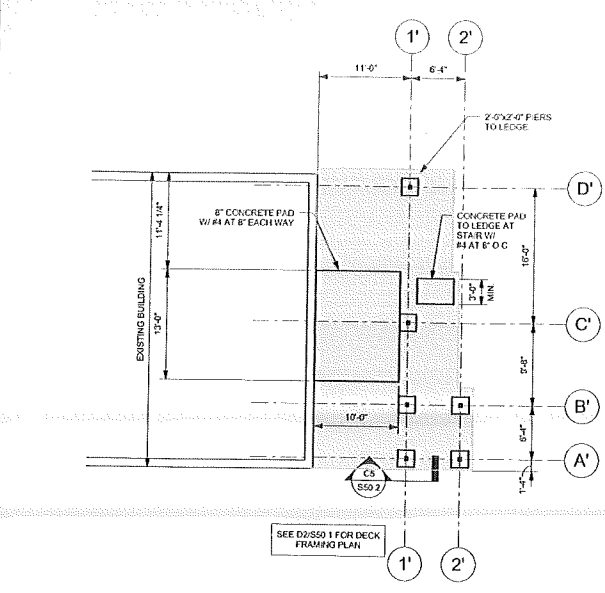 1'
2'
11'-0"
6'-4"
2'-0"x2'-0" PIERS
TO LEDGE
D'
8" CONCRETE PAD
W/ #4 AT 8" EACH WAY
CONCRETE PAD
TO LEDGE AT
STAIR W/
#4 AT 8" O C
11'-4 1/4"
16'-0"
3'-0"
MIN.
EXISTING BUILDING
13'-0"
C'
9'-8"
10'-0"
B'
6'-4"
A'
1'-4"
C5
S50 2
SEE D2/S50 1 FOR DECK
FRAMING PLAN
1'
2'